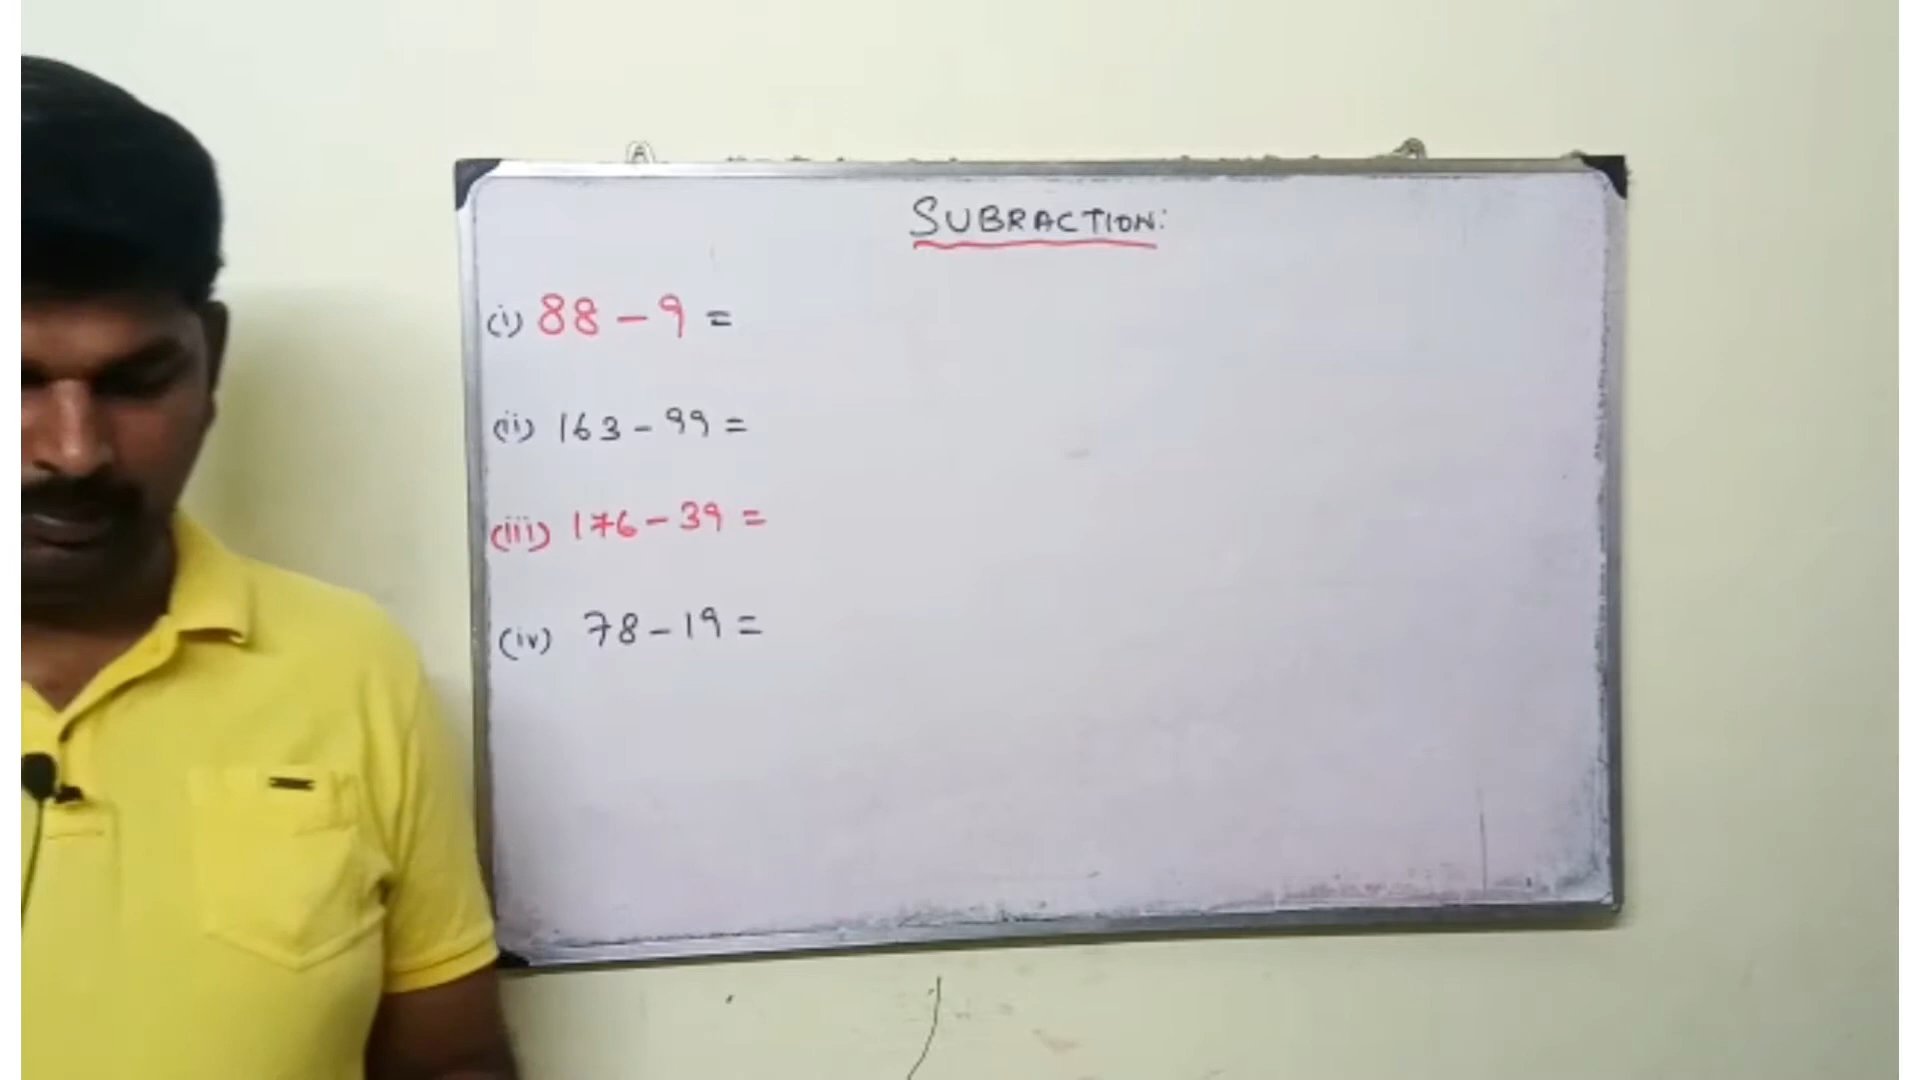 SUBRACTION:
(i) 88 - 9 =
(ii) 163 - 99 =
(iii) 176 - 39 =
(iv) 78 - 19 =